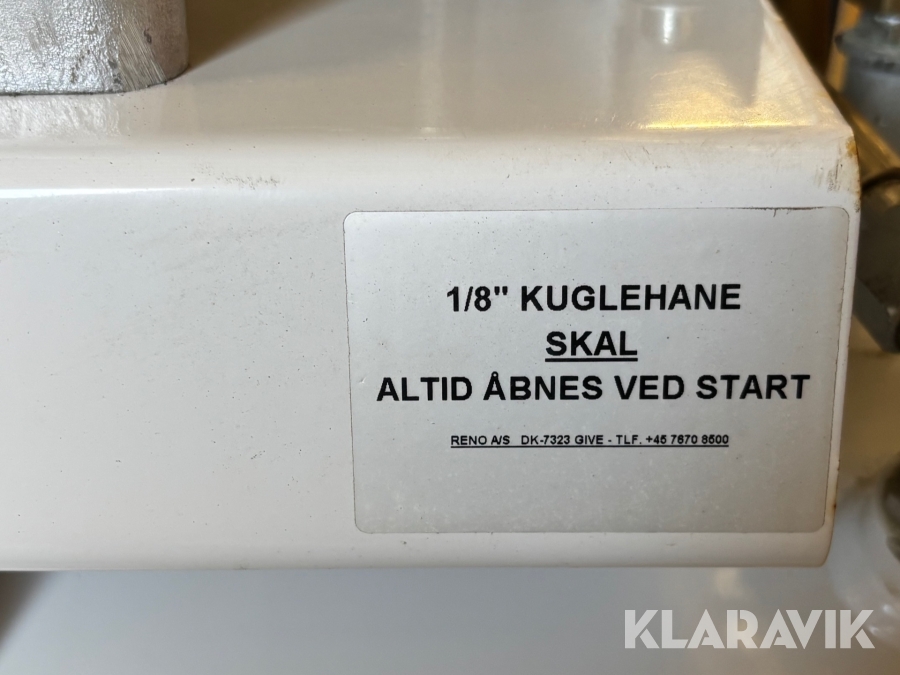 1/8" KUGLEHANE
SKAL
ALTID ÅBNES VED START
RENO A/S DK-7323 GIVE - TLF. +45 7670 8500
KLARAVIK